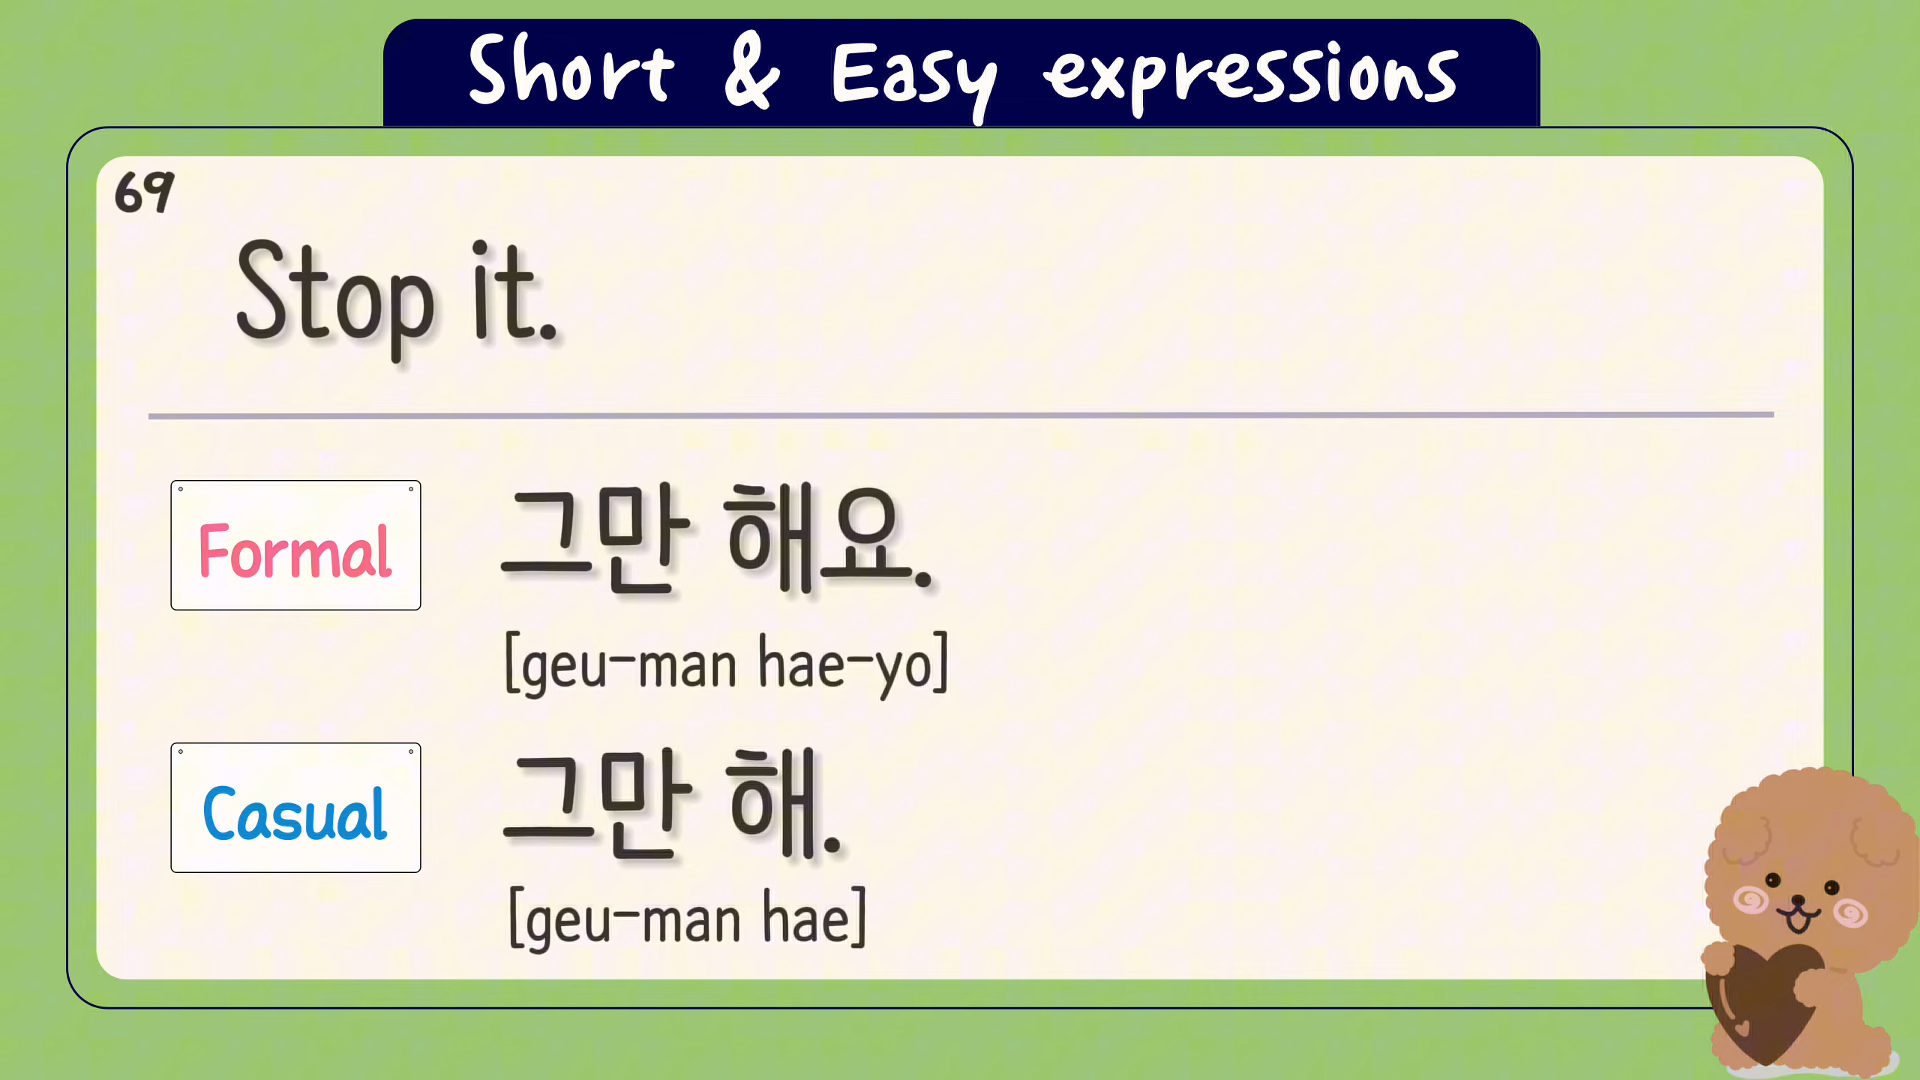 Short & Easy expressions
69
Stop it.
Formal
그만 해요.
[geu-man hae-yo]
Casual
그만 해.
[geu-man hae]